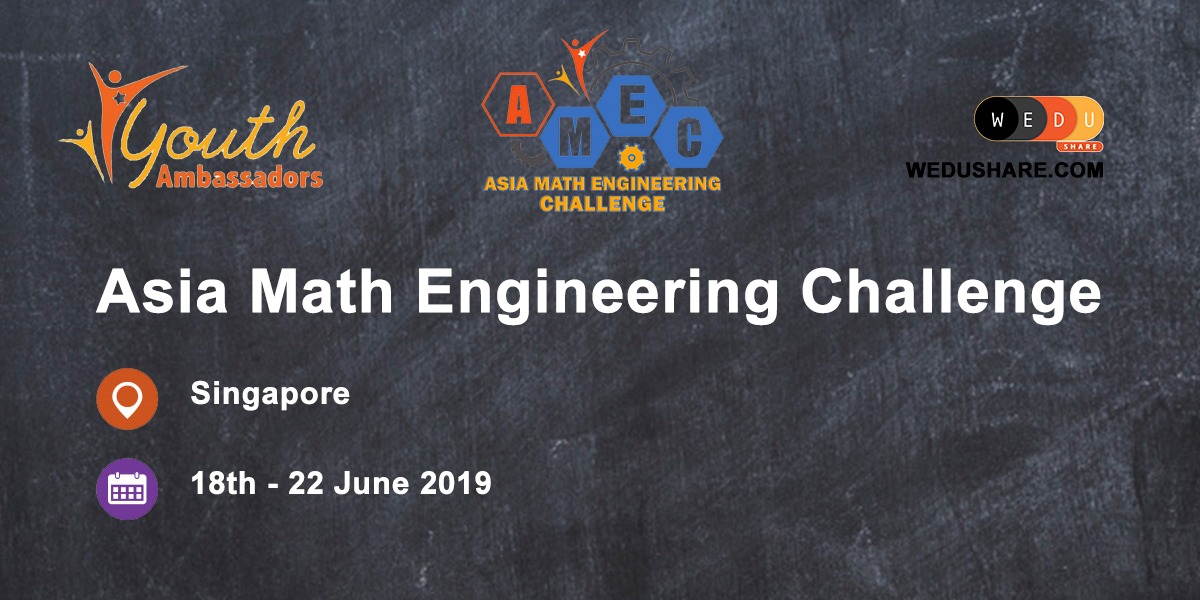 Youth
Ambassadors
A M E C
ASIA MATH ENGINEERING
CHALLENGE
W E D U
SHARE
WEDUSHARE.COM
Asia Math Engineering Challenge
Singapore
18th - 22 June 2019